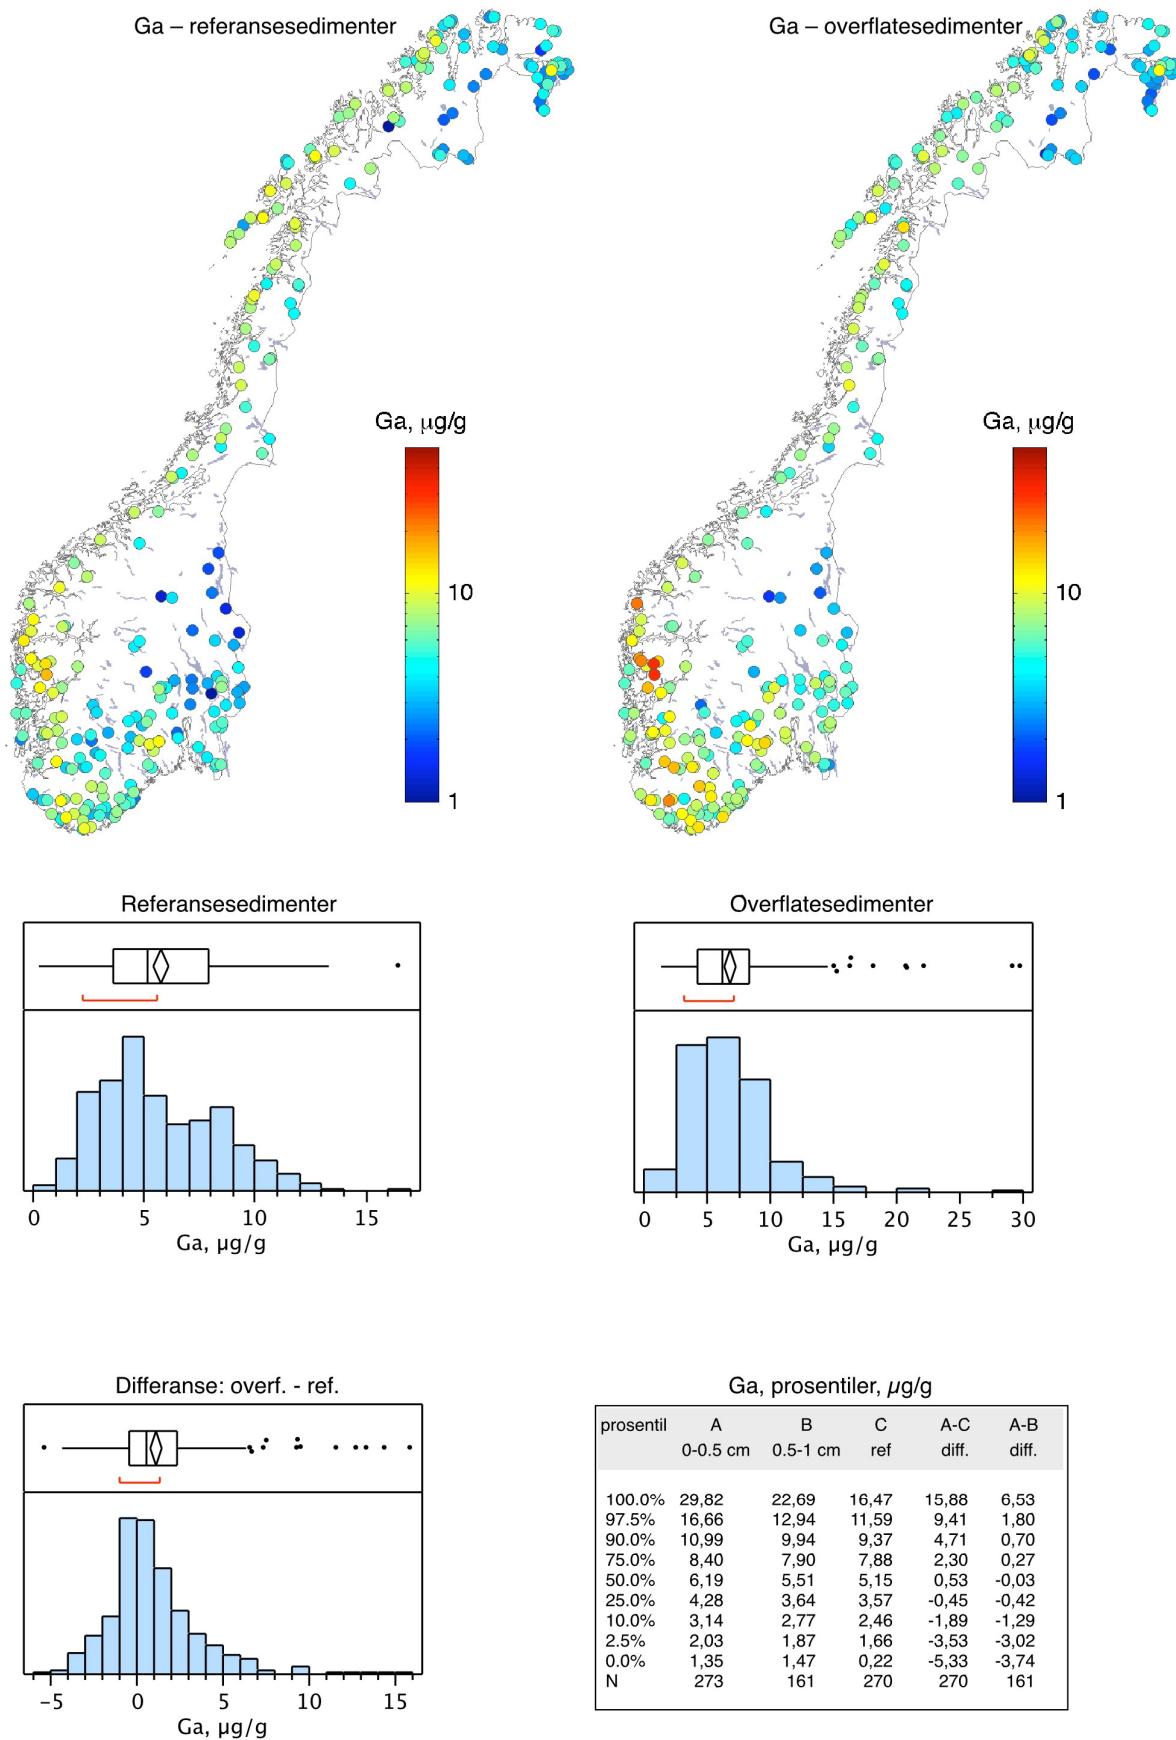 Ga – referansesedimenter
Ga – overflatesedimenter
Ga, µg/g
10
1
Ga, µg/g
10
1
Referansesedimenter
0 5 10 15
Ga, µg/g
Overflatesedimenter
0 5 10 15 20 25 30
Ga, µg/g
Differanse: overf. - ref.
−5 0 5 10 15
Ga, µg/g
Ga, prosentiler, µg/g
prosentil A B C A-C A-B
0-0.5 cm 0.5-1 cm ref diff. diff.
100.0% 29,82 22,69 16,47 15,88 6,53
97.5% 16,66 12,94 11,59 9,41 1,80
90.0% 10,99 9,94 9,37 4,71 0,70
75.0% 8,40 7,90 7,88 2,30 0,27
50.0% 6,19 5,51 5,15 0,53 -0,03
25.0% 4,28 3,64 3,57 -0,45 -0,42
10.0% 3,14 2,77 2,46 -1,89 -1,29
2.5% 2,03 1,87 1,66 -3,53 -3,02
0.0% 1,35 1,47 0,22 -5,33 -3,74
N 273 161 270 270 161